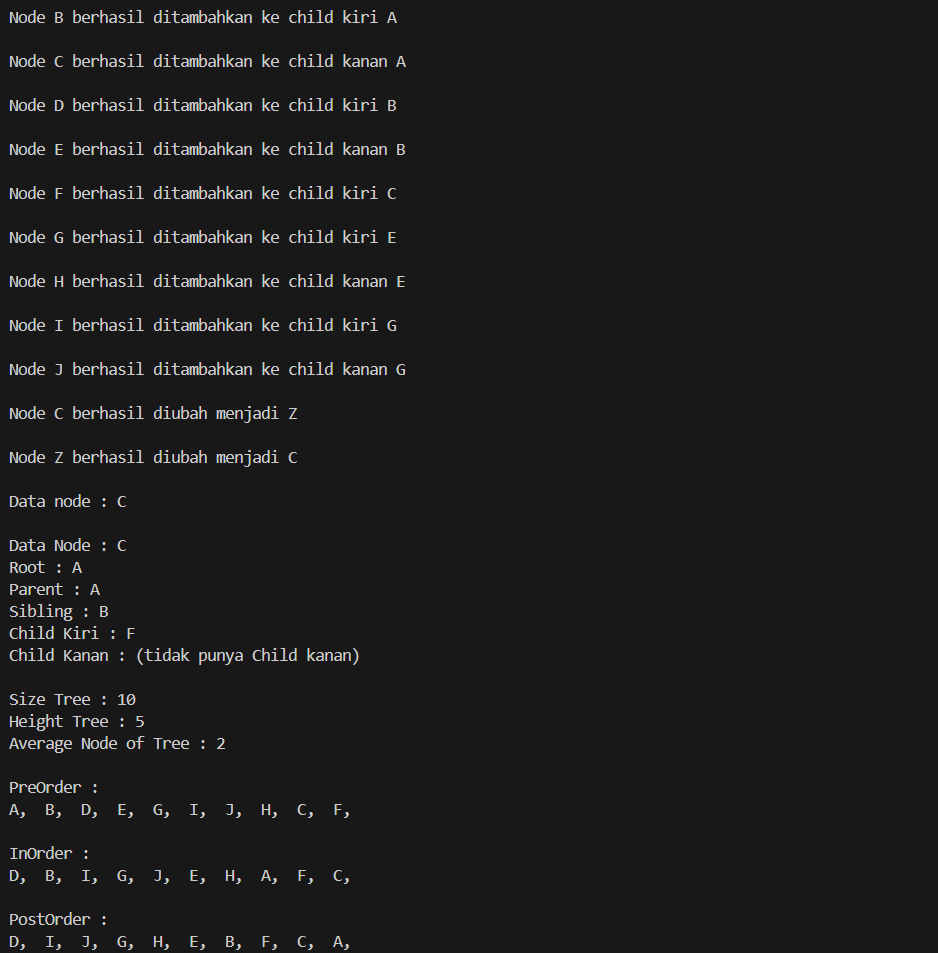 Node B berhasil ditambahkan ke child kiri A
Node C berhasil ditambahkan ke child kanan A
Node D berhasil ditambahkan ke child kiri B
Node E berhasil ditambahkan ke child kanan B
Node F berhasil ditambahkan ke child kiri C
Node G berhasil ditambahkan ke child kiri E
Node H berhasil ditambahkan ke child kanan E
Node I berhasil ditambahkan ke child kiri G
Node J berhasil ditambahkan ke child kanan G
Node C berhasil diubah menjadi Z
Node Z berhasil diubah menjadi C
Data node : C
Data Node : C
Root : A
Parent : A
Sibling : B
Child Kiri : F
Child Kanan : (tidak punya Child kanan)
Size Tree : 10
Height Tree : 5
Average Node of Tree : 2
PreOrder :
A,  B,  D,  E,  G,  I,  J,  H,  C,  F,
InOrder :
D,  B,  I,  G,  J,  E,  H,  A,  F,  C,
PostOrder :
D,  I,  J,  G,  H,  E,  B,  F,  C,  A,